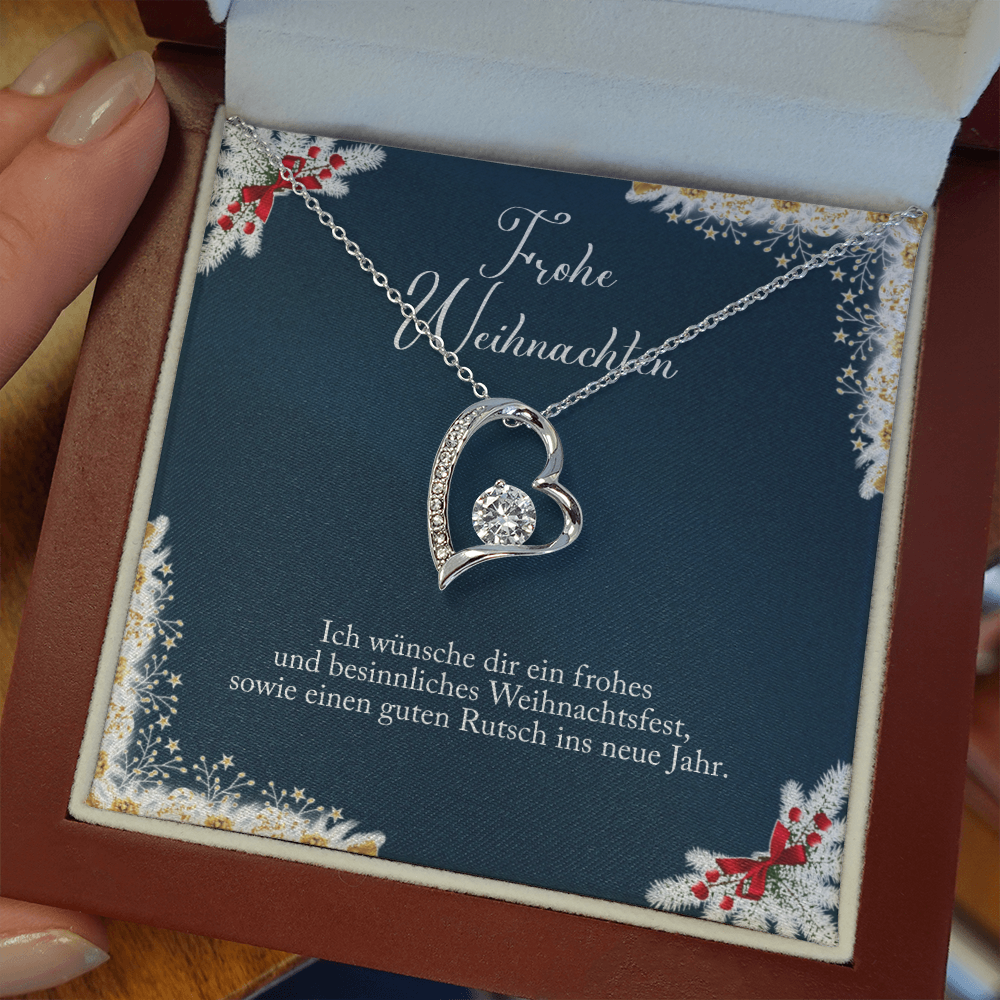 Frohe
Weihnachten
Ich wünsche dir ein frohes
und besinnliches Weihnachtsfest,
sowie einen guten Rutsch ins neue Jahr.